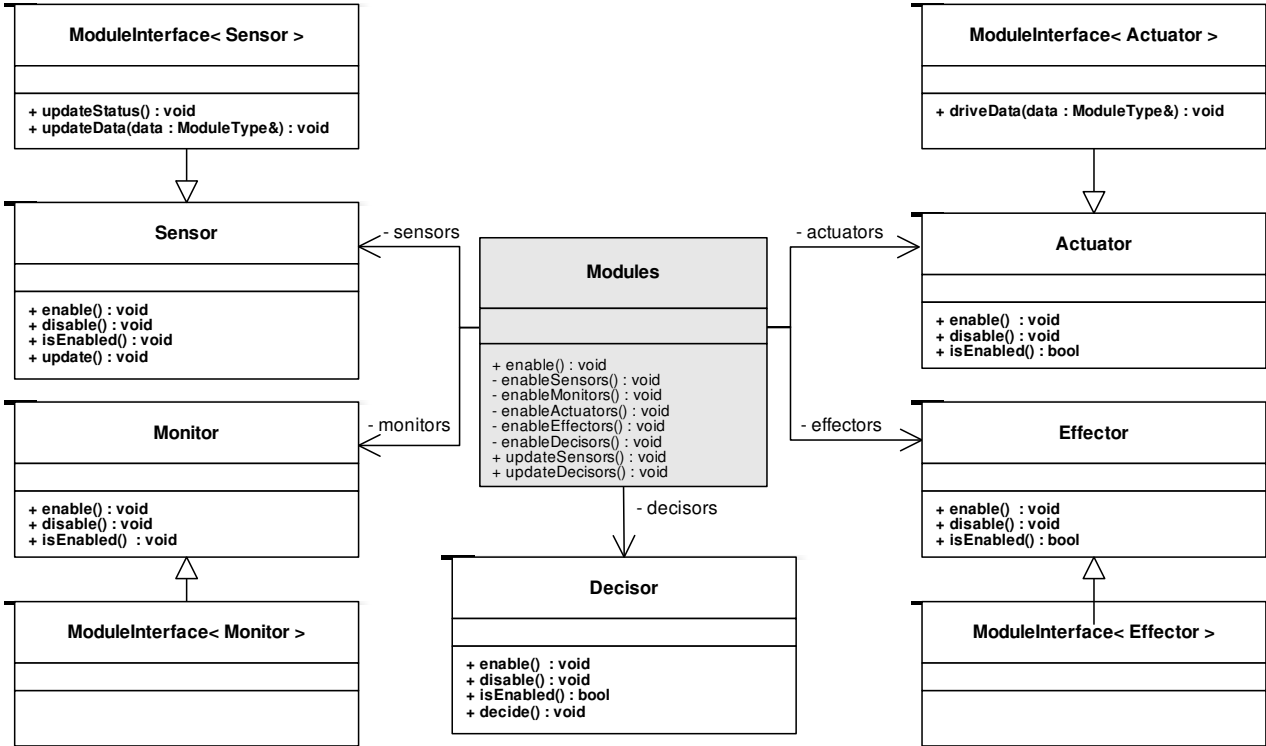 ModuleInterface< Sensor >
+ updateStatus() : void
+ updateData(data : ModuleType&) : void
ModuleInterface< Actuator >
+ driveData(data : ModuleType&) : void
Sensor
+ enable() : void
+ disable() : void
+ isEnabled() : void
+ update() : void
- sensors
Modules
+ enable() : void
- enableSensors() : void
- enableMonitors() : void
- enableActuators() : void
- enableEffectors() : void
- enableDecisors() : void
+ updateSensors() : void
+ updateDecisors() : void
- actuators
Actuator
+ enable() : void
+ disable() : void
+ isEnabled() : bool
Monitor
+ enable() : void
+ disable() : void
+ isEnabled() : void
- monitors
- effectors
Effector
+ enable() : void
+ disable() : void
+ isEnabled() : bool
- decisors
ModuleInterface< Monitor >
Decisor
+ enable() : void
+ disable() : void
+ isEnabled() : bool
+ decide() : void
ModuleInterface< Effector >